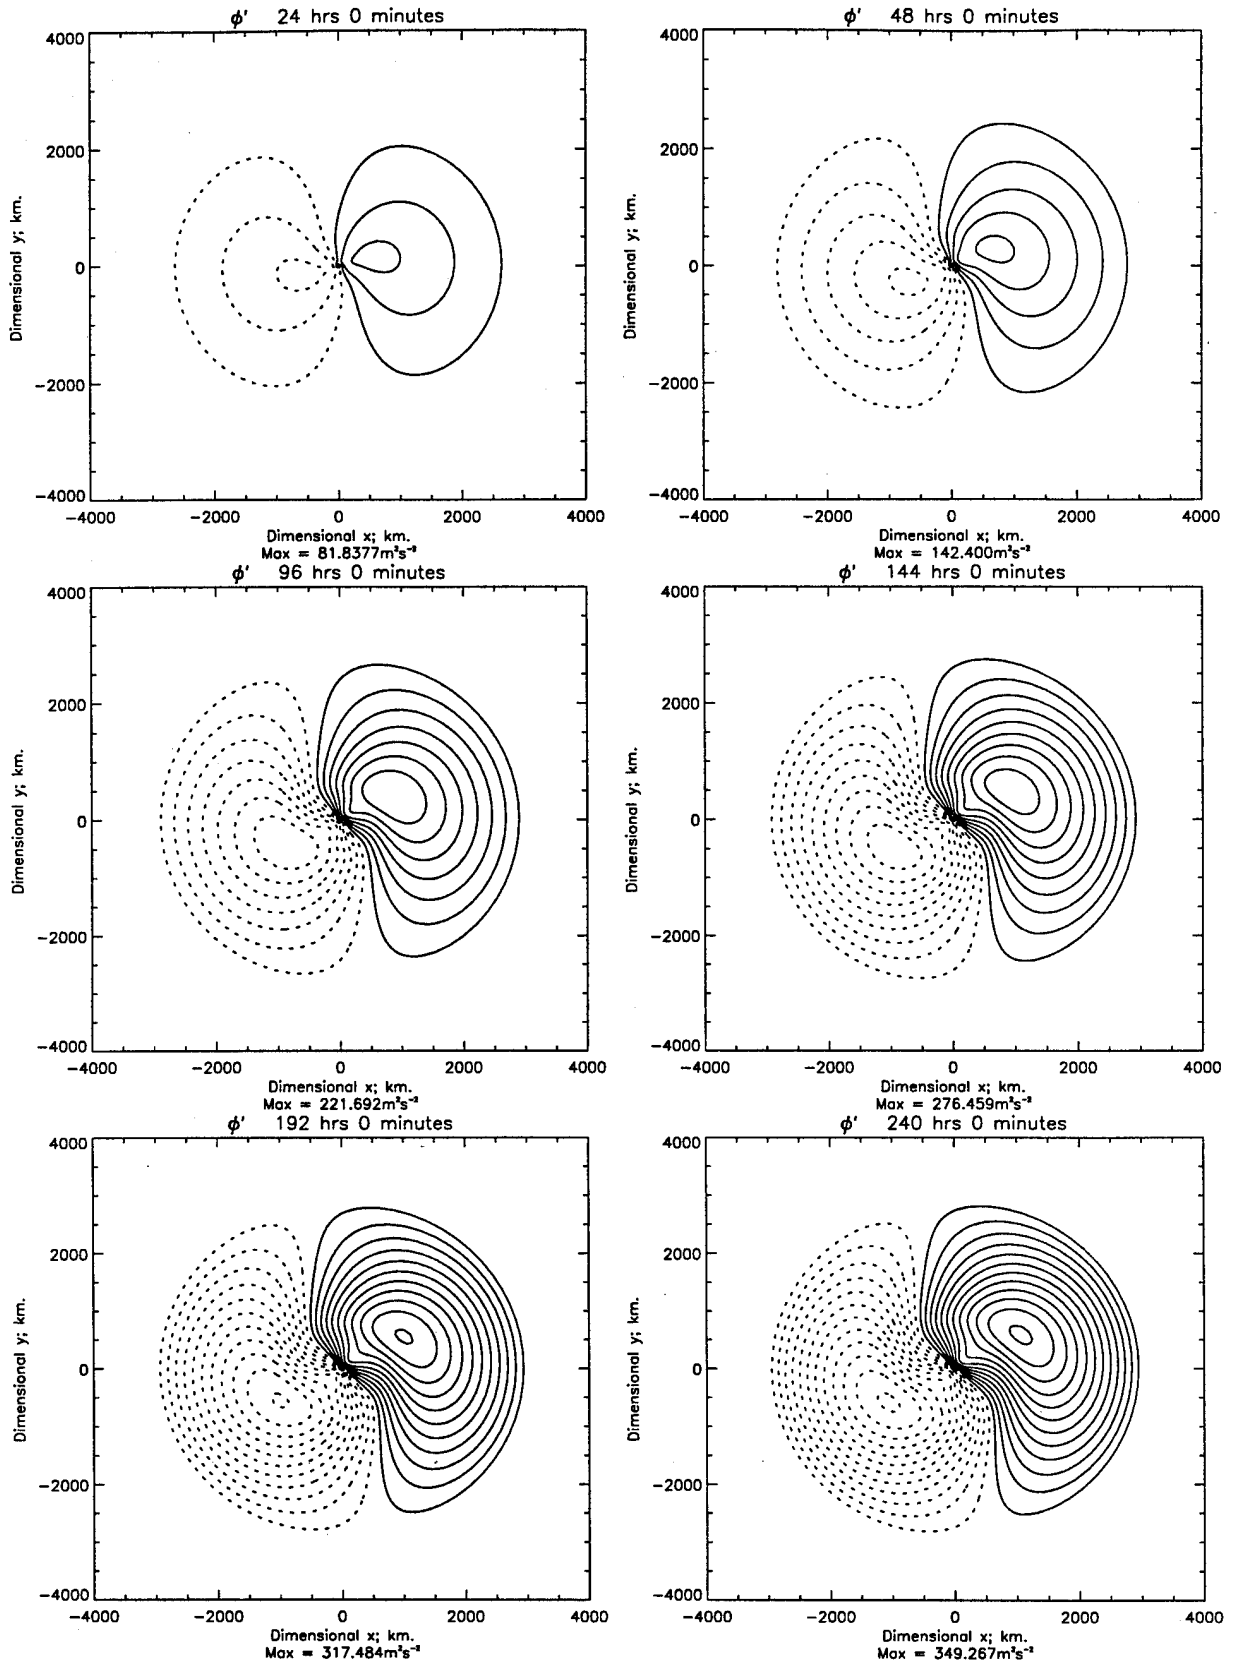 ϕ' 24 hrs 0 minutes
4000
2000
0
−2000
−4000
Dimensional y; km.
−4000 −2000 0 2000 4000
Dimensional x; km.
Max = 81.8377m²s⁻²
ϕ' 48 hrs 0 minutes
4000
2000
0
−2000
−4000
Dimensional y; km.
−4000 −2000 0 2000 4000
Dimensional x; km.
Max = 142.400m²s⁻²
ϕ' 96 hrs 0 minutes
4000
2000
0
−2000
−4000
Dimensional y; km.
−4000 −2000 0 2000 4000
Dimensional x; km.
Max = 221.692m²s⁻²
ϕ' 144 hrs 0 minutes
4000
2000
0
−2000
−4000
Dimensional y; km.
−4000 −2000 0 2000 4000
Dimensional x; km.
Max = 276.459m²s⁻²
ϕ' 192 hrs 0 minutes
4000
2000
0
−2000
−4000
Dimensional y; km.
−4000 −2000 0 2000 4000
Dimensional x; km.
Max = 317.484m²s⁻²
ϕ' 240 hrs 0 minutes
4000
2000
0
−2000
−4000
Dimensional y; km.
−4000 −2000 0 2000 4000
Dimensional x; km.
Max = 349.267m²s⁻²